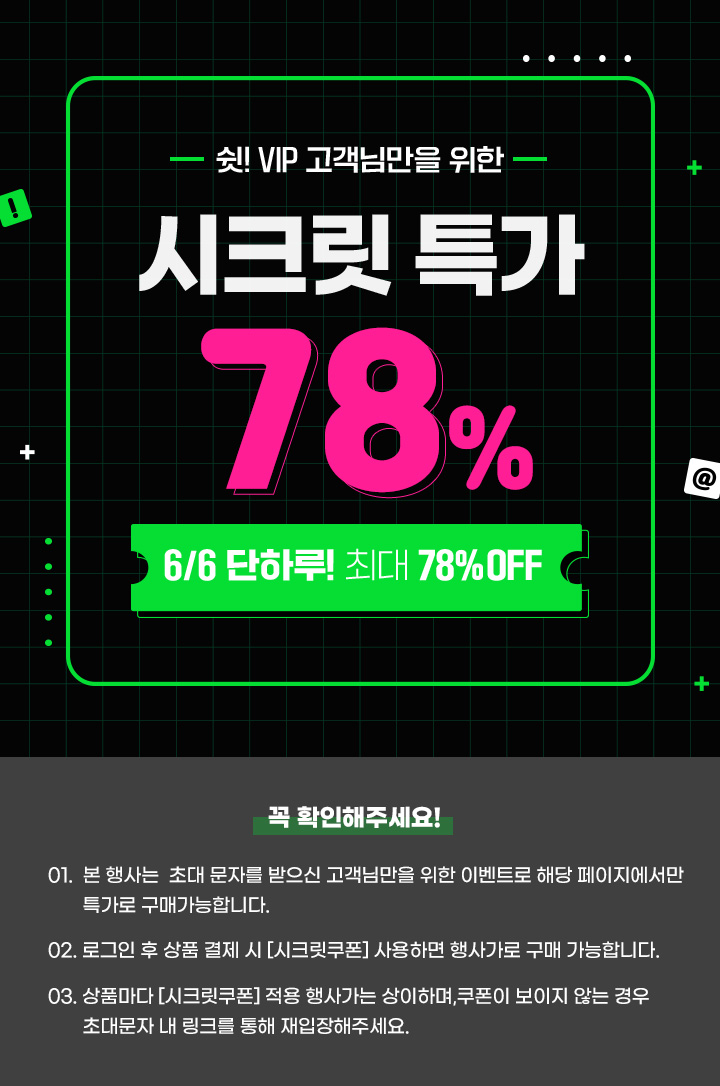 쉿! VIP 고객님만을 위한
시크릿 특가
78%
6/6 단하루! 최대 78%OFF
!
@
꼭 확인해주세요!
01. 본 행사는 초대 문자를 받으신 고객님만을 위한 이벤트로 해당 페이지에서만
특가로 구매가능합니다.
02. 로그인 후 상품 결제 시 [시크릿쿠폰] 사용하면 행사가로 구매 가능합니다.
03. 상품마다 [시크릿쿠폰] 적용 행사가는 상이하며,쿠폰이 보이지 않는 경우
초대문자 내 링크를 통해 재입장해주세요.